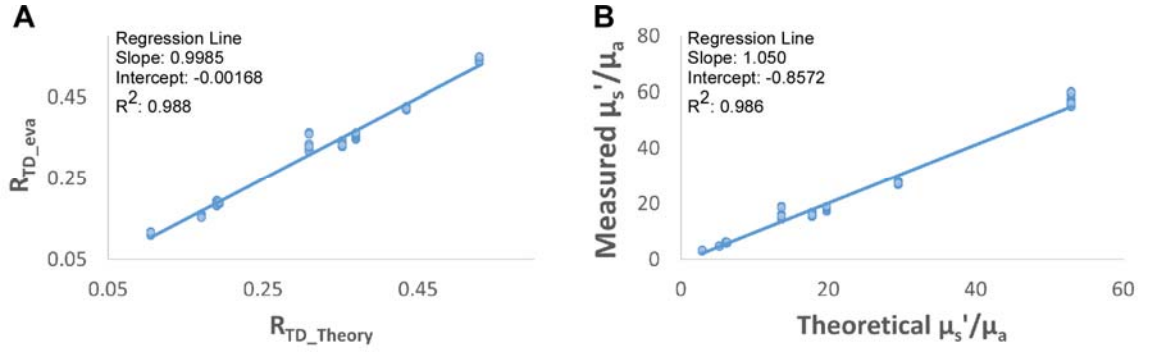 A
Regression Line
Slope: 0.9985
Intercept: -0.00168
R²: 0.988
0.45
0.25
0.05
R_TD_eva
0.05 0.25 0.45
R_TD_Theory
B
80
60
40
20
0
Regression Line
Slope: 1.050
Intercept: -0.8572
R²: 0.986
Measured μs'/μa
0 20 40 60
Theoretical μs'/μa